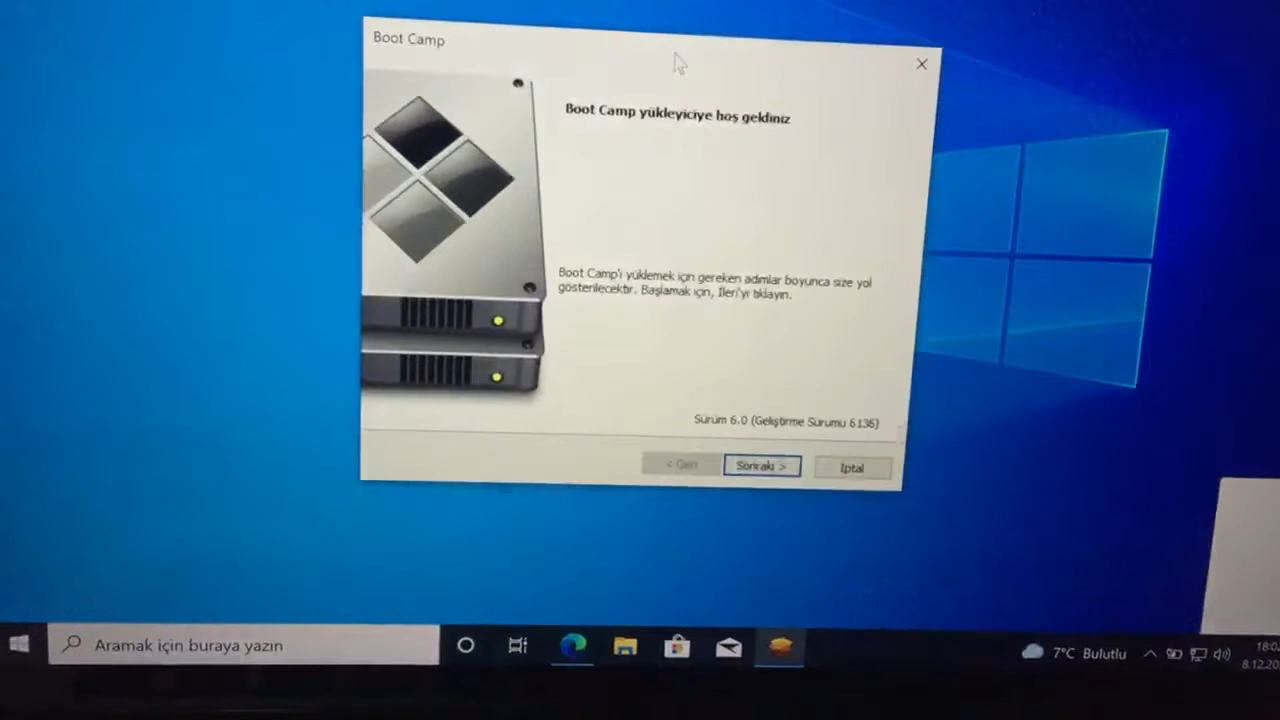 Boot Camp
Boot Camp yükleyiciye hoş geldiniz
Boot Camp'ı yüklemek için gereken adımlar boyunca size yol
gösterilecektir. Başlamak için, İleri'yi tıklayın.
Sürüm 6.0 (Geliştirme Sürümü 6136)
< Geri
Sonraki >
İptal
Aramak için buraya yazın
7°C Bulutlu
18:02
8.12.20